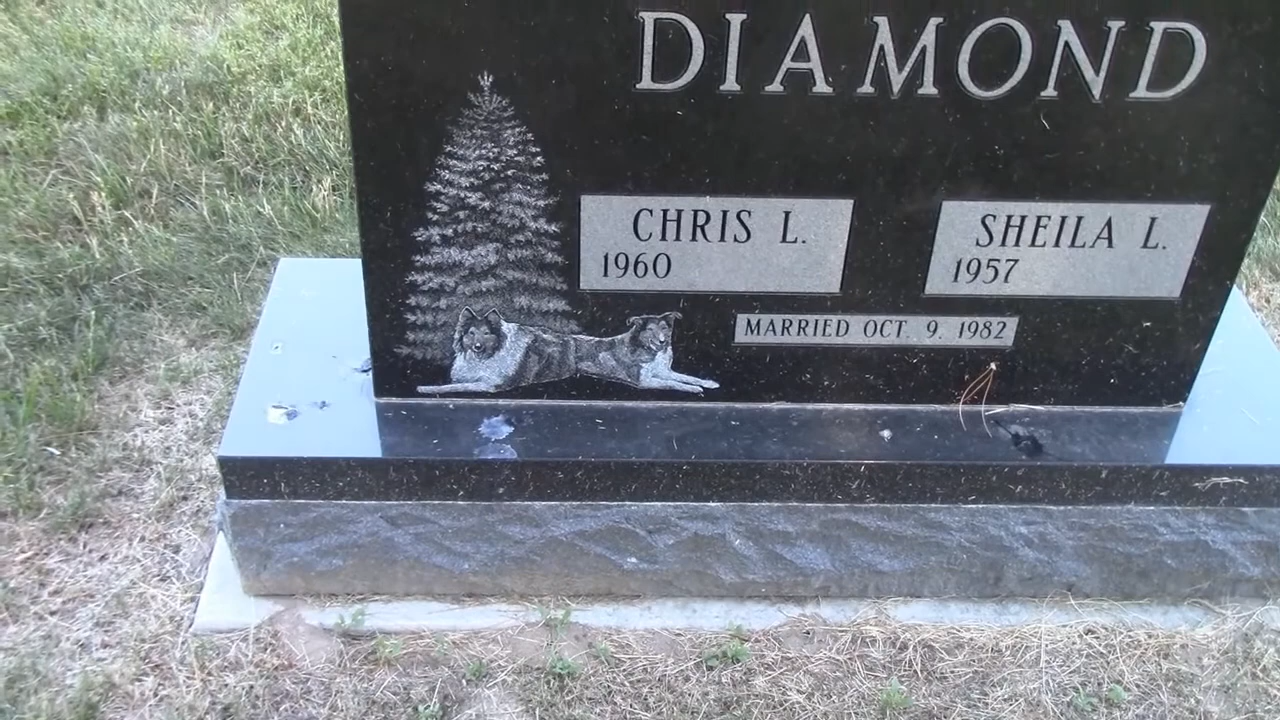 DIAMOND
CHRIS L.
1960
SHEILA L.
1957
MARRIED OCT. 9, 1982